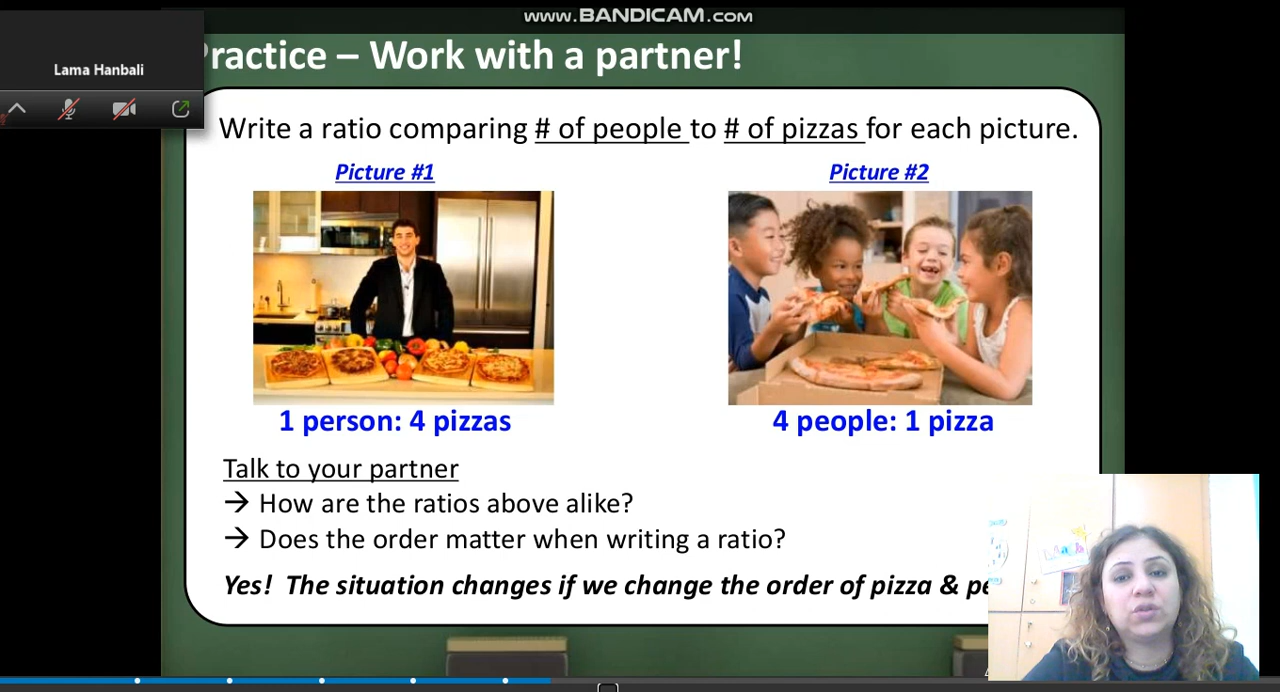 www.BANDICAM.com
Lama Hanbali
Practice – Work with a partner!
Write a ratio comparing # of people to # of pizzas for each picture.
Picture #1
Picture #2
1 person: 4 pizzas
4 people: 1 pizza
Talk to your partner
→ How are the ratios above alike?
→ Does the order matter when writing a ratio?
Yes! The situation changes if we change the order of pizza & pe